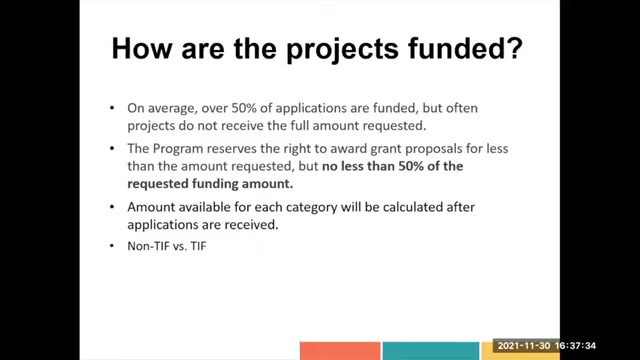 How are the projects funded?
• On average, over 50% of applications are funded, but often
projects do not receive the full amount requested.
• The Program reserves the right to award grant proposals for less
than the amount requested, but no less than 50% of the
requested funding amount.
• Amount available for each category will be calculated after
applications are received.
• Non-TIF vs. TIF
2021-11-30 16:37:34